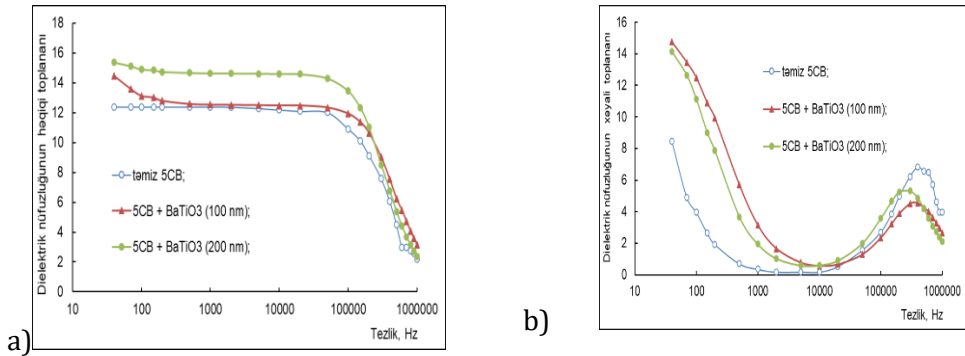 a)
Dielektrik nüfuzluğunun həqiqi toplananı
18
16
14
12
10
8
6
4
2
0
təmiz 5CB;
5CB + BaTiO3 (100 nm);
5CB + BaTiO3 (200 nm);
10 100 1000 10000 100000 1000000
Tezlik, Hz
b)
Dielektrik nüfuzluğunun xəyali toplananı
16
14
12
10
8
6
4
2
0
təmiz 5CB;
5CB + BaTiO3 (100 nm);
5CB + BaTiO3 (200 nm);
10 100 1000 10000 100000 1000000
Tezlik, Hz